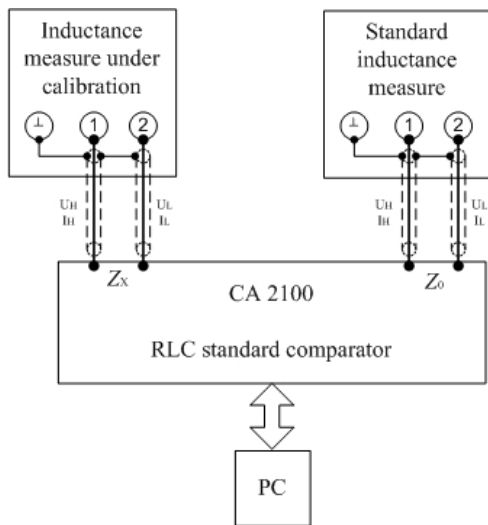 Inductance
measure under
calibration
⊥ 1 2
Standard
inductance
measure
⊥ 1 2
UH
IH
UL
IL
UH
IH
UL
IL
ZX
Z0
CA 2100
RLC standard comparator
PC